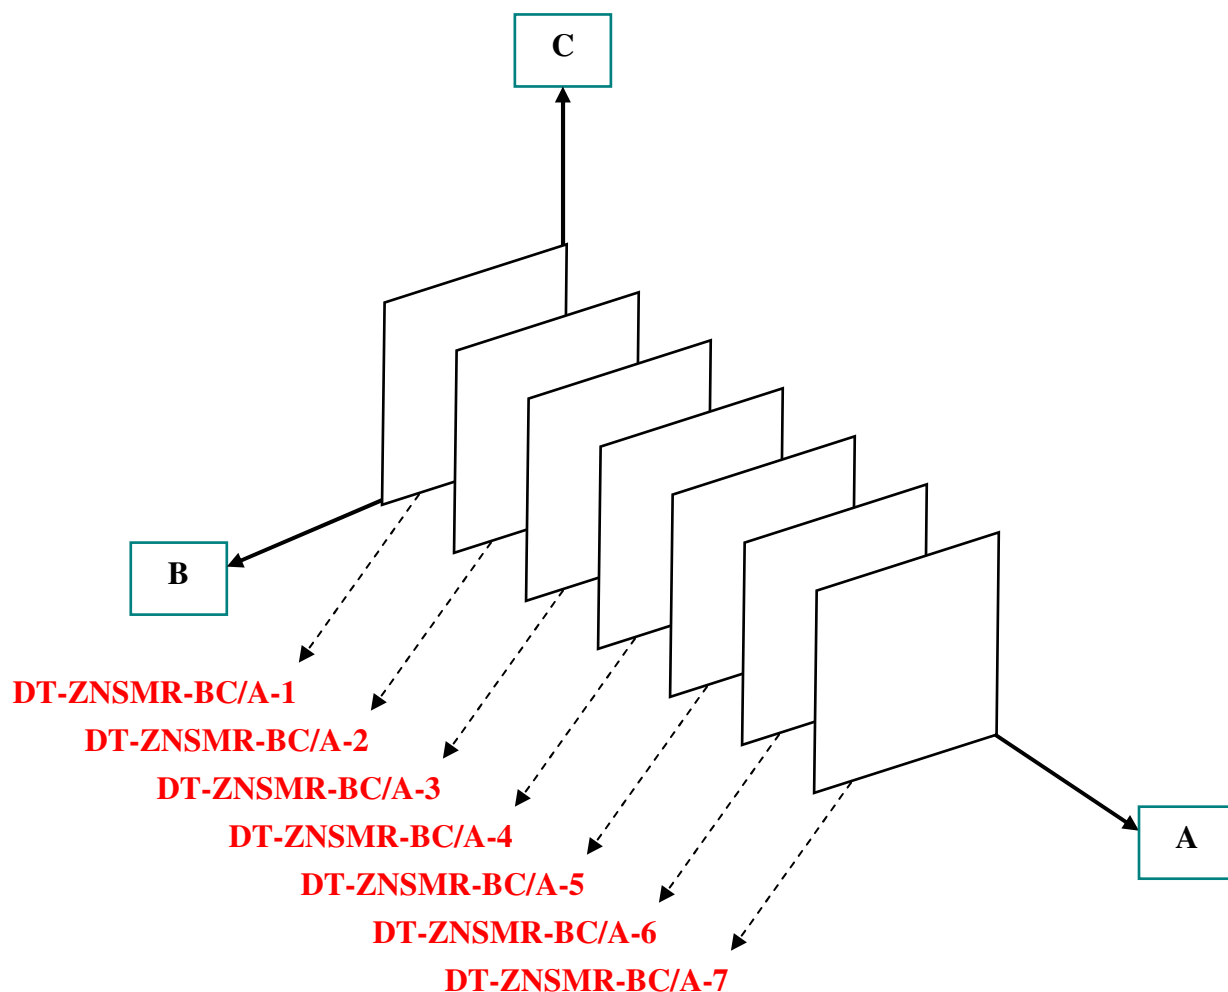 C
B
DT-ZNSMR-BC/A-1
DT-ZNSMR-BC/A-2
DT-ZNSMR-BC/A-3
DT-ZNSMR-BC/A-4
A
DT-ZNSMR-BC/A-5
DT-ZNSMR-BC/A-6
DT-ZNSMR-BC/A-7